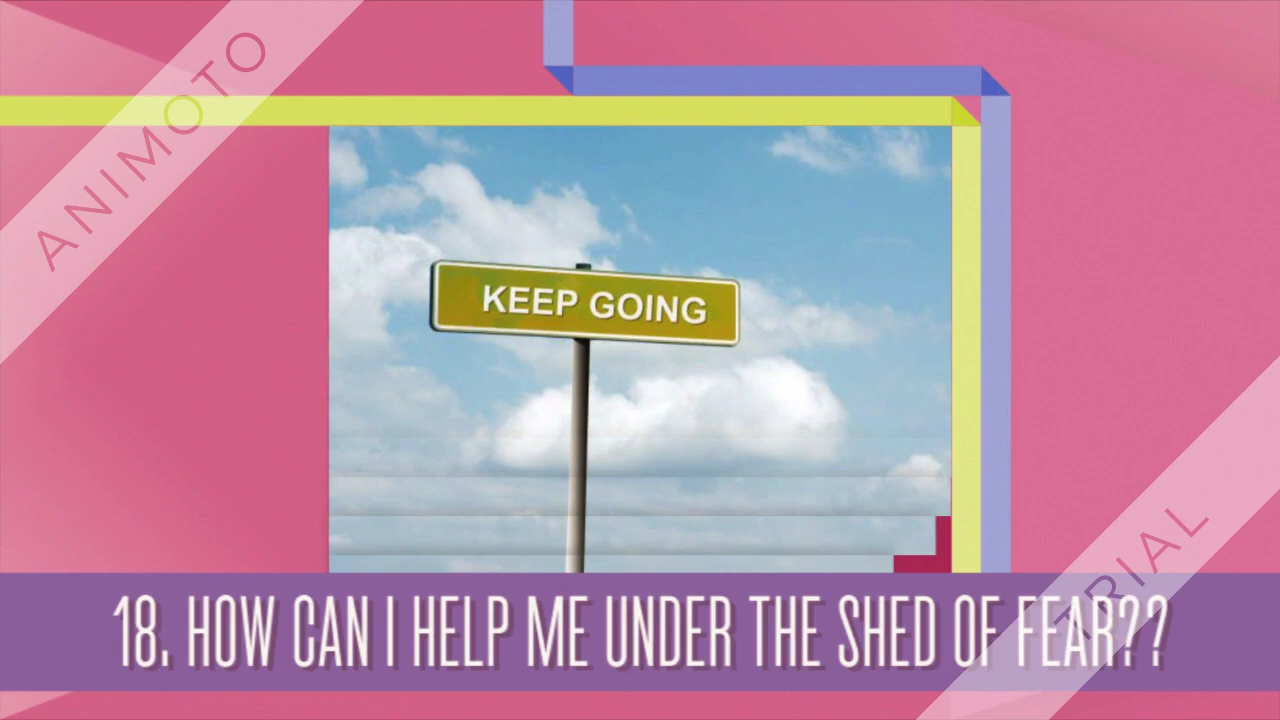 ANIMOTO
KEEP GOING
18. HOW CAN I HELP ME UNDER THE SHED OF FEAR??
TRIAL